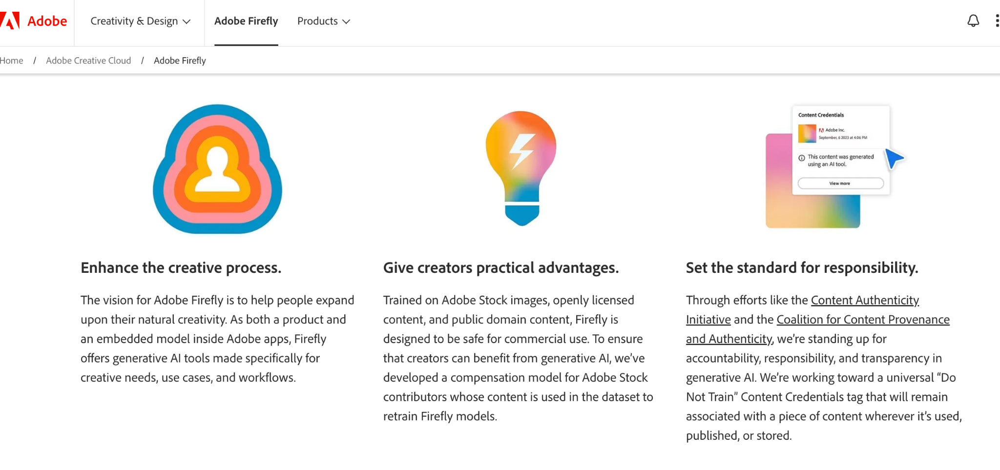 Adobe
Creativity & Design
Adobe Firefly
Products
Home / Adobe Creative Cloud / Adobe Firefly
Enhance the creative process.
The vision for Adobe Firefly is to help people expand
upon their natural creativity. As both a product and
an embedded model inside Adobe apps, Firefly
offers generative AI tools made specifically for
creative needs, use cases, and workflows.
Give creators practical advantages.
Trained on Adobe Stock images, openly licensed
content, and public domain content, Firefly is
designed to be safe for commercial use. To ensure
that creators can benefit from generative AI, we’ve
developed a compensation model for Adobe Stock
contributors whose content is used in the dataset to
retrain Firefly models.
Content Credentials
Adobe Inc.
September, 6 2023 at 4:06 PM
This content was generated
using an AI tool.
View more
Set the standard for responsibility.
Through efforts like the Content Authenticity
Initiative and the Coalition for Content Provenance
and Authenticity, we’re standing up for
accountability, responsibility, and transparency in
generative AI. We’re working toward a universal “Do
Not Train” Content Credentials tag that will remain
associated with a piece of content wherever it’s used,
published, or stored.